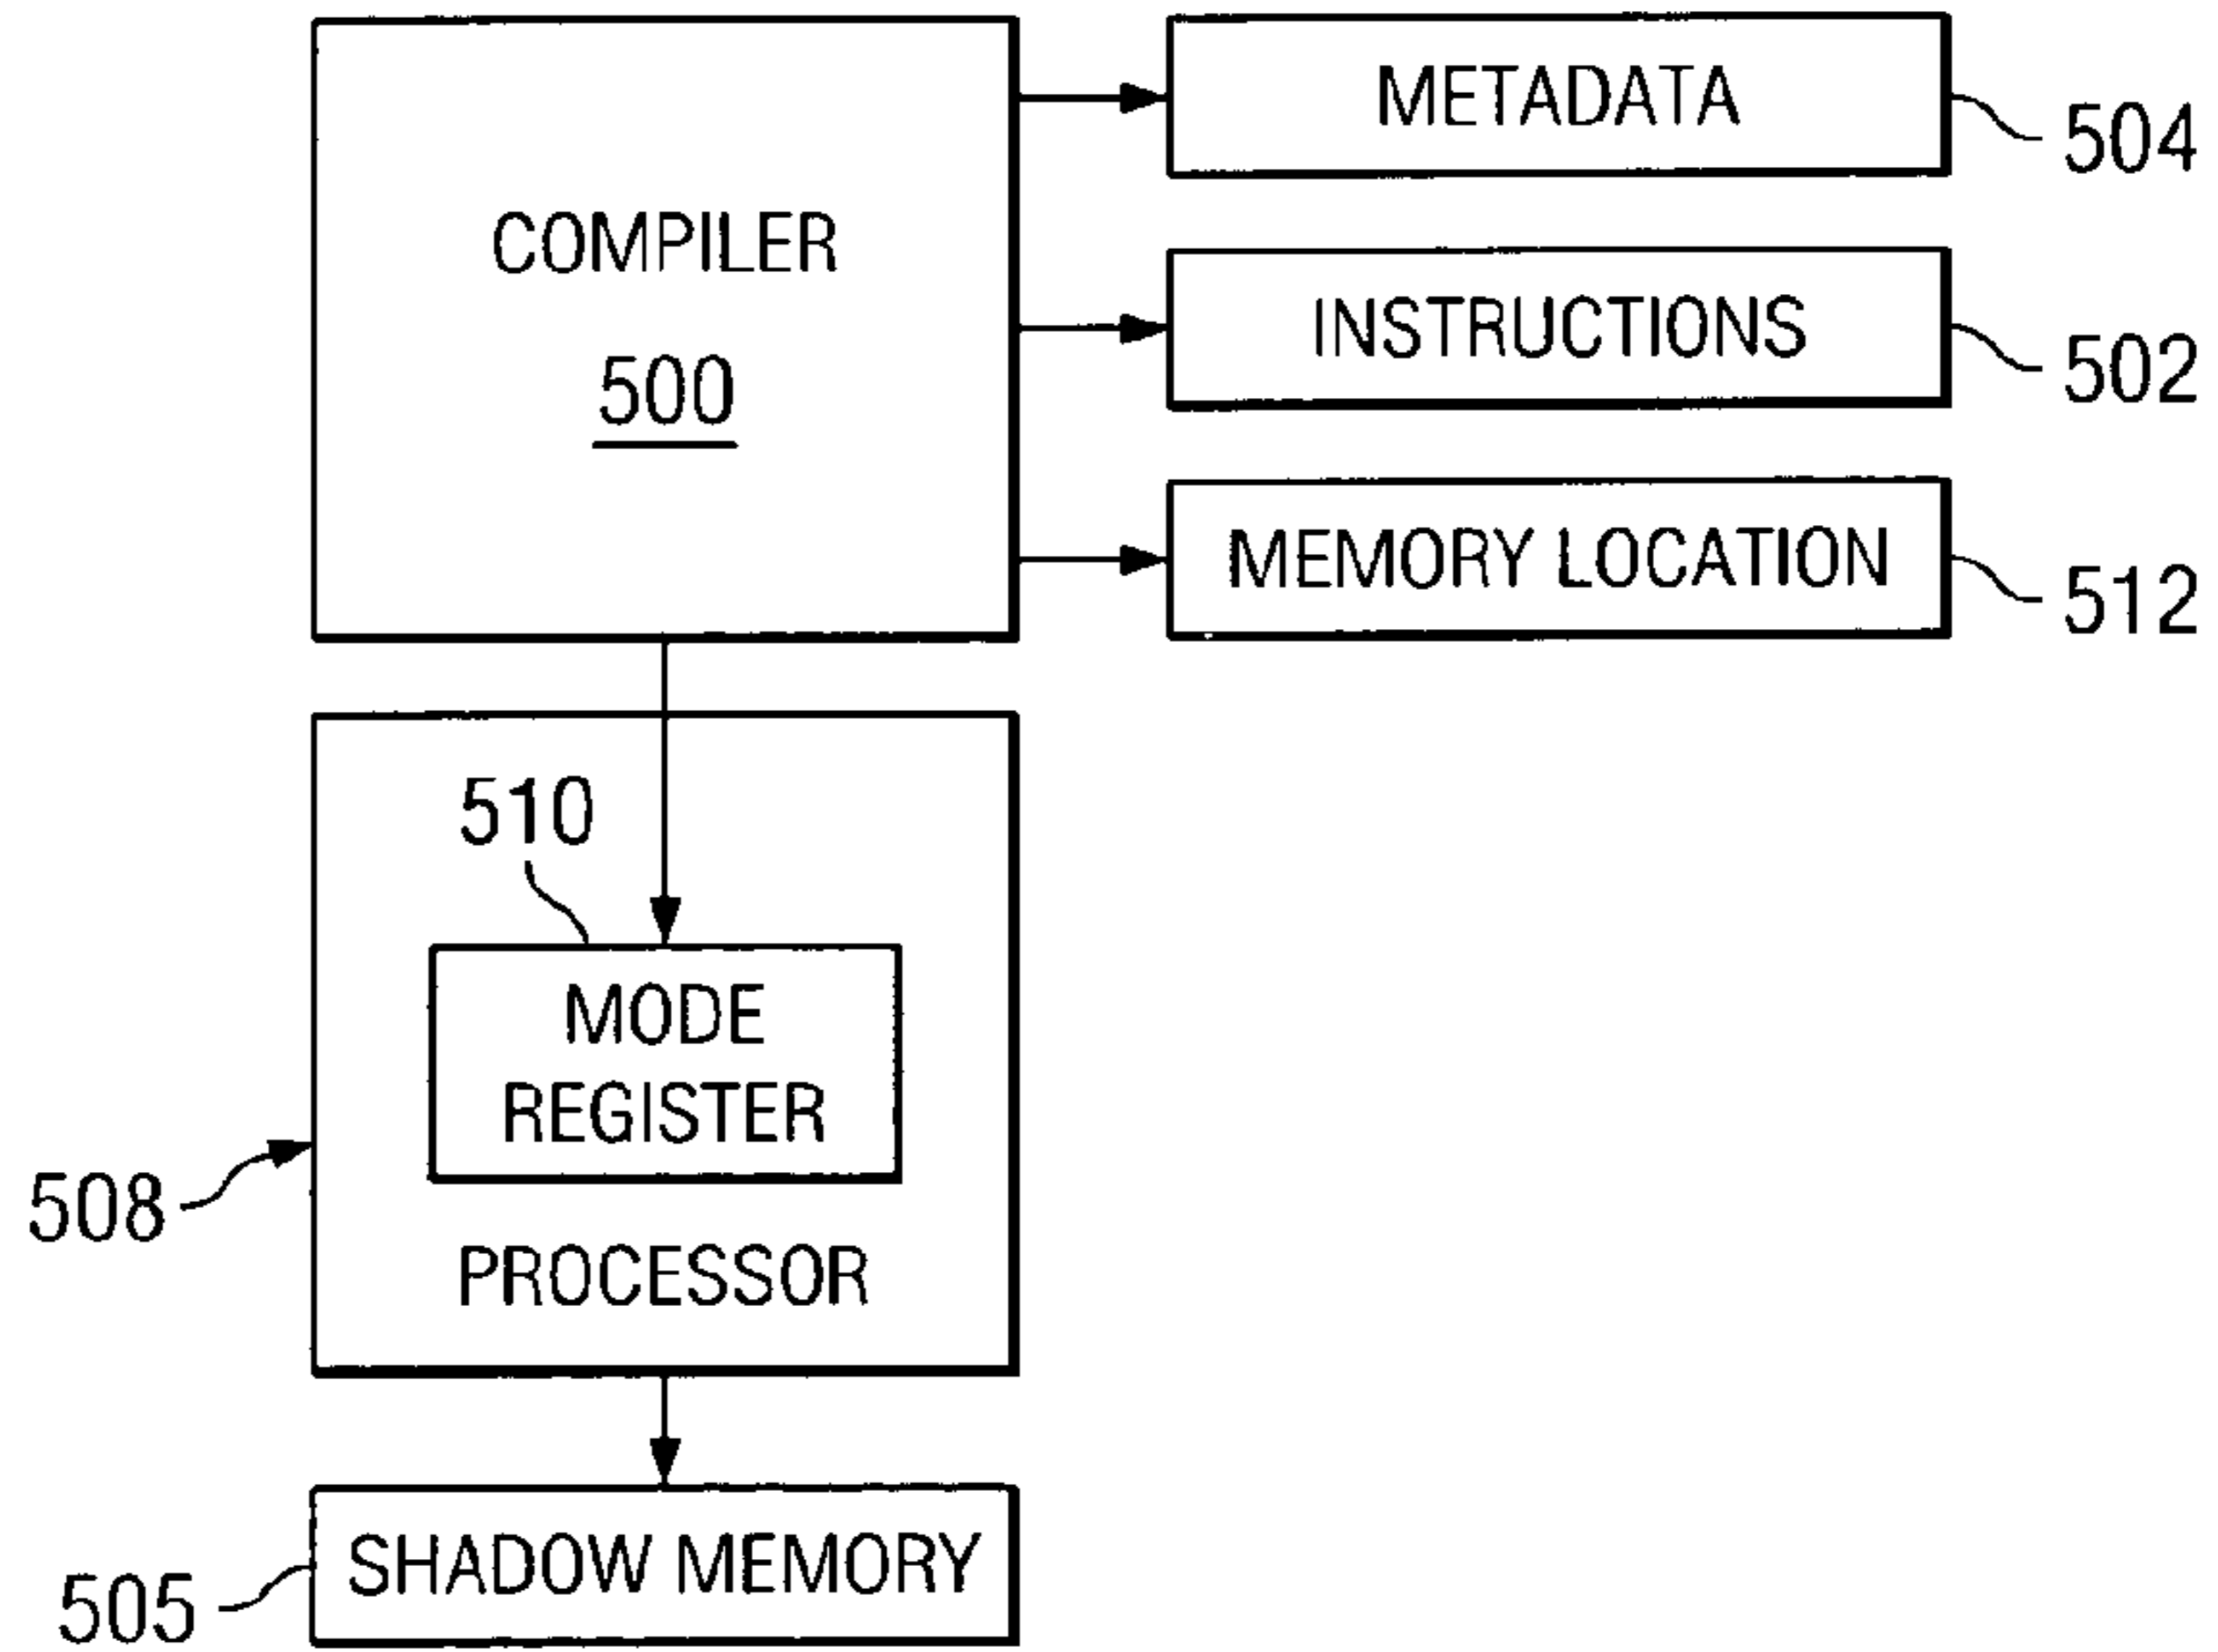 METADATA
504
COMPILER
500
INSTRUCTIONS
502
MEMORY LOCATION
512
510
MODE
REGISTER
508
PROCESSOR
SHADOW MEMORY
505